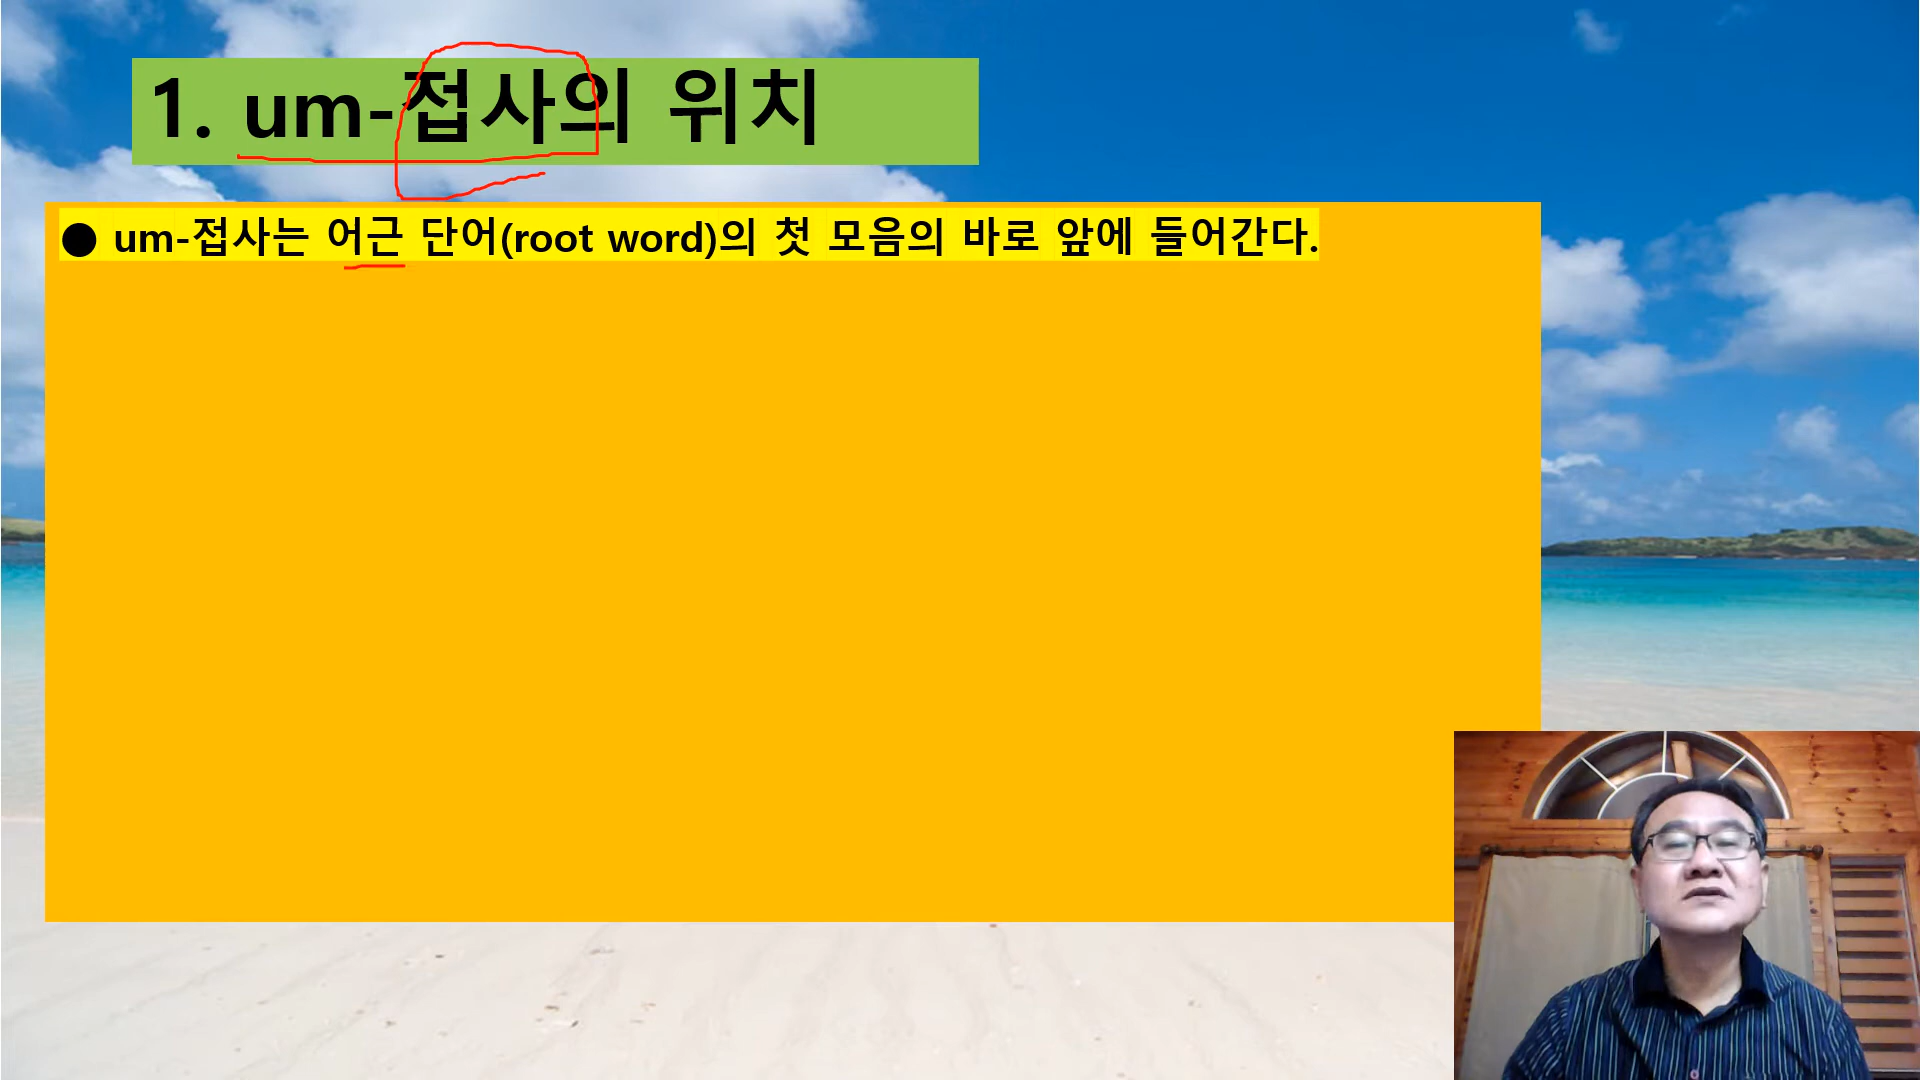 1. um-접사의 위치
● um-접사는 어근 단어(root word)의 첫 모음의 바로 앞에 들어간다.